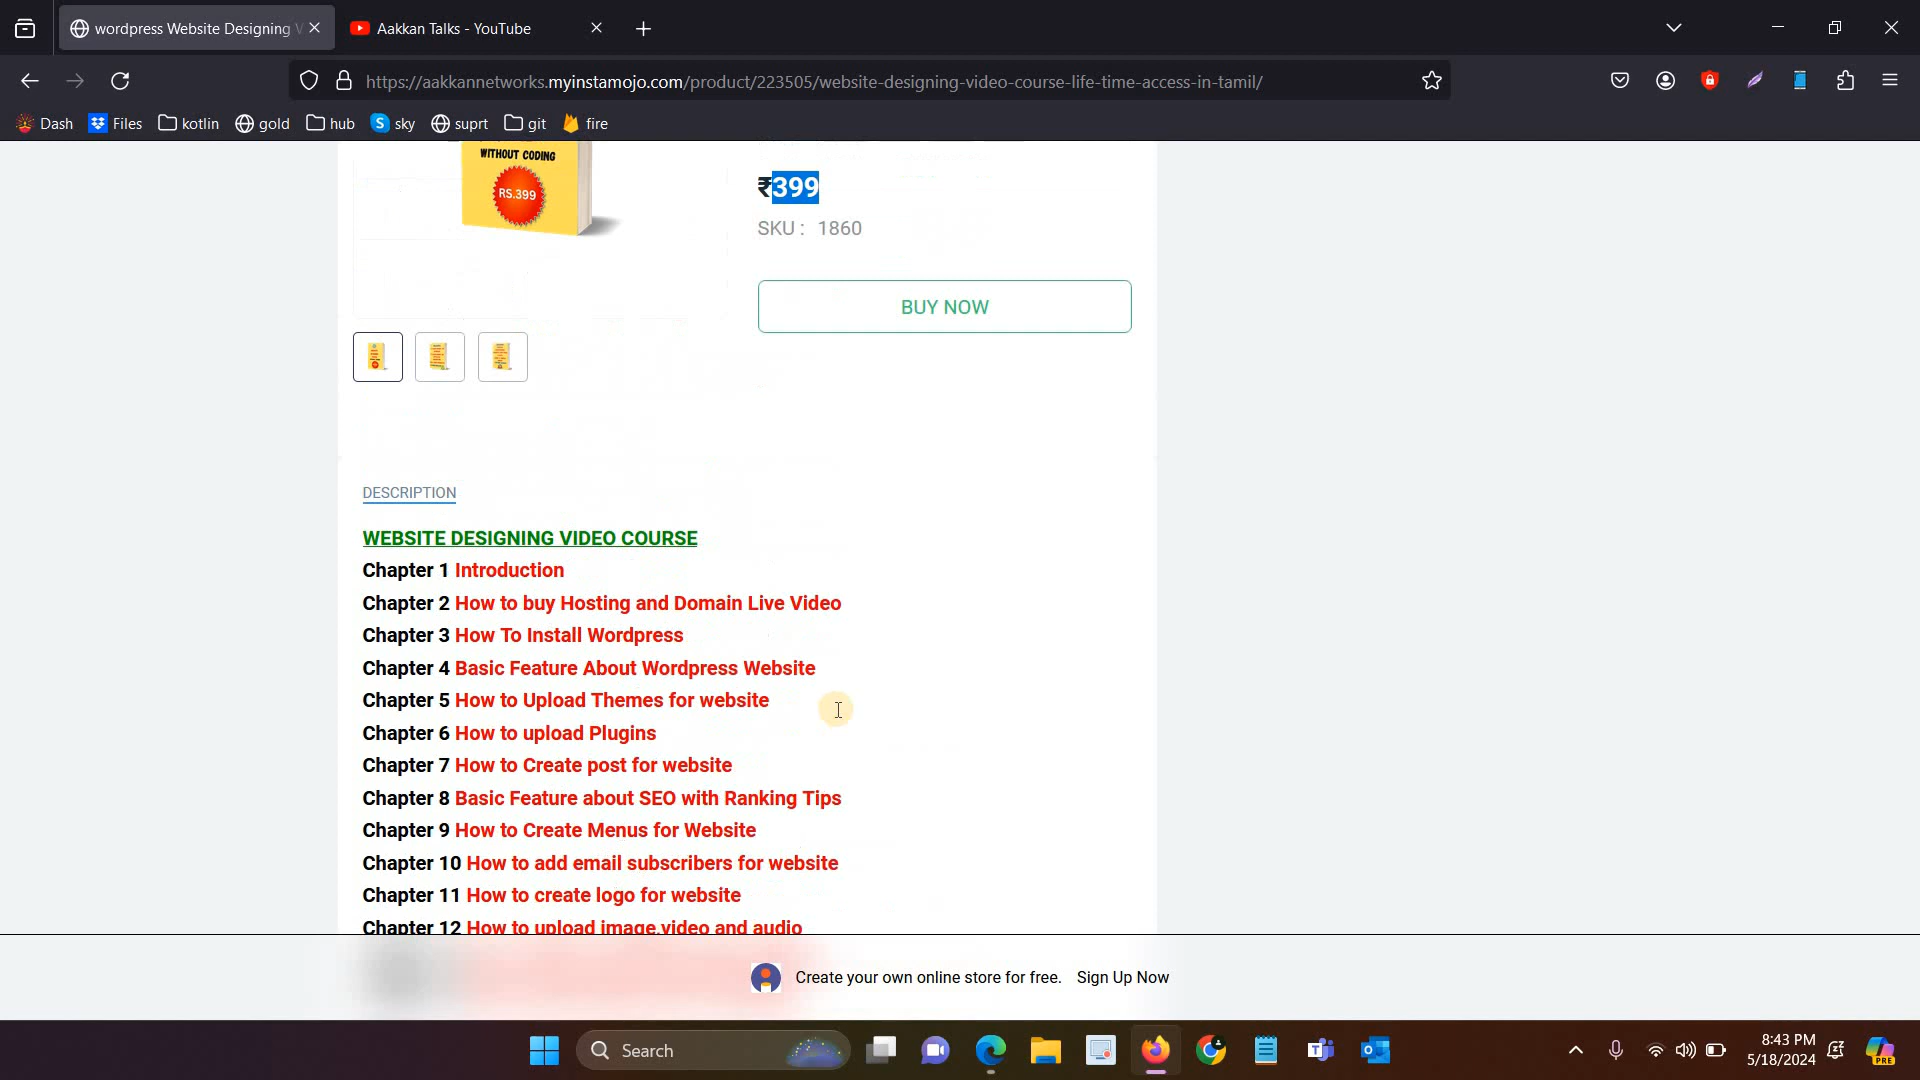 wordpress Website Designing V
Aakkan Talks - YouTube
https://aakkannetworks.myinstamojo.com/product/223505/website-designing-video-course-life-time-access-in-tamil/
Dash
Files
kotlin
gold
hub
sky
suprt
git
fire
WITHOUT CODING
RS.399
₹399
SKU : 1860
BUY NOW
DESCRIPTION
WEBSITE DESIGNING VIDEO COURSE
Chapter 1 Introduction
Chapter 2 How to buy Hosting and Domain Live Video
Chapter 3 How To Install Wordpress
Chapter 4 Basic Feature About Wordpress Website
Chapter 5 How to Upload Themes for website
Chapter 6 How to upload Plugins
Chapter 7 How to Create post for website
Chapter 8 Basic Feature about SEO with Ranking Tips
Chapter 9 How to Create Menus for Website
Chapter 10 How to add email subscribers for website
Chapter 11 How to create logo for website
Chapter 12 How to upload image,video and audio
Create your own online store for free. Sign Up Now
Search
8:43 PM
5/18/2024
PRE